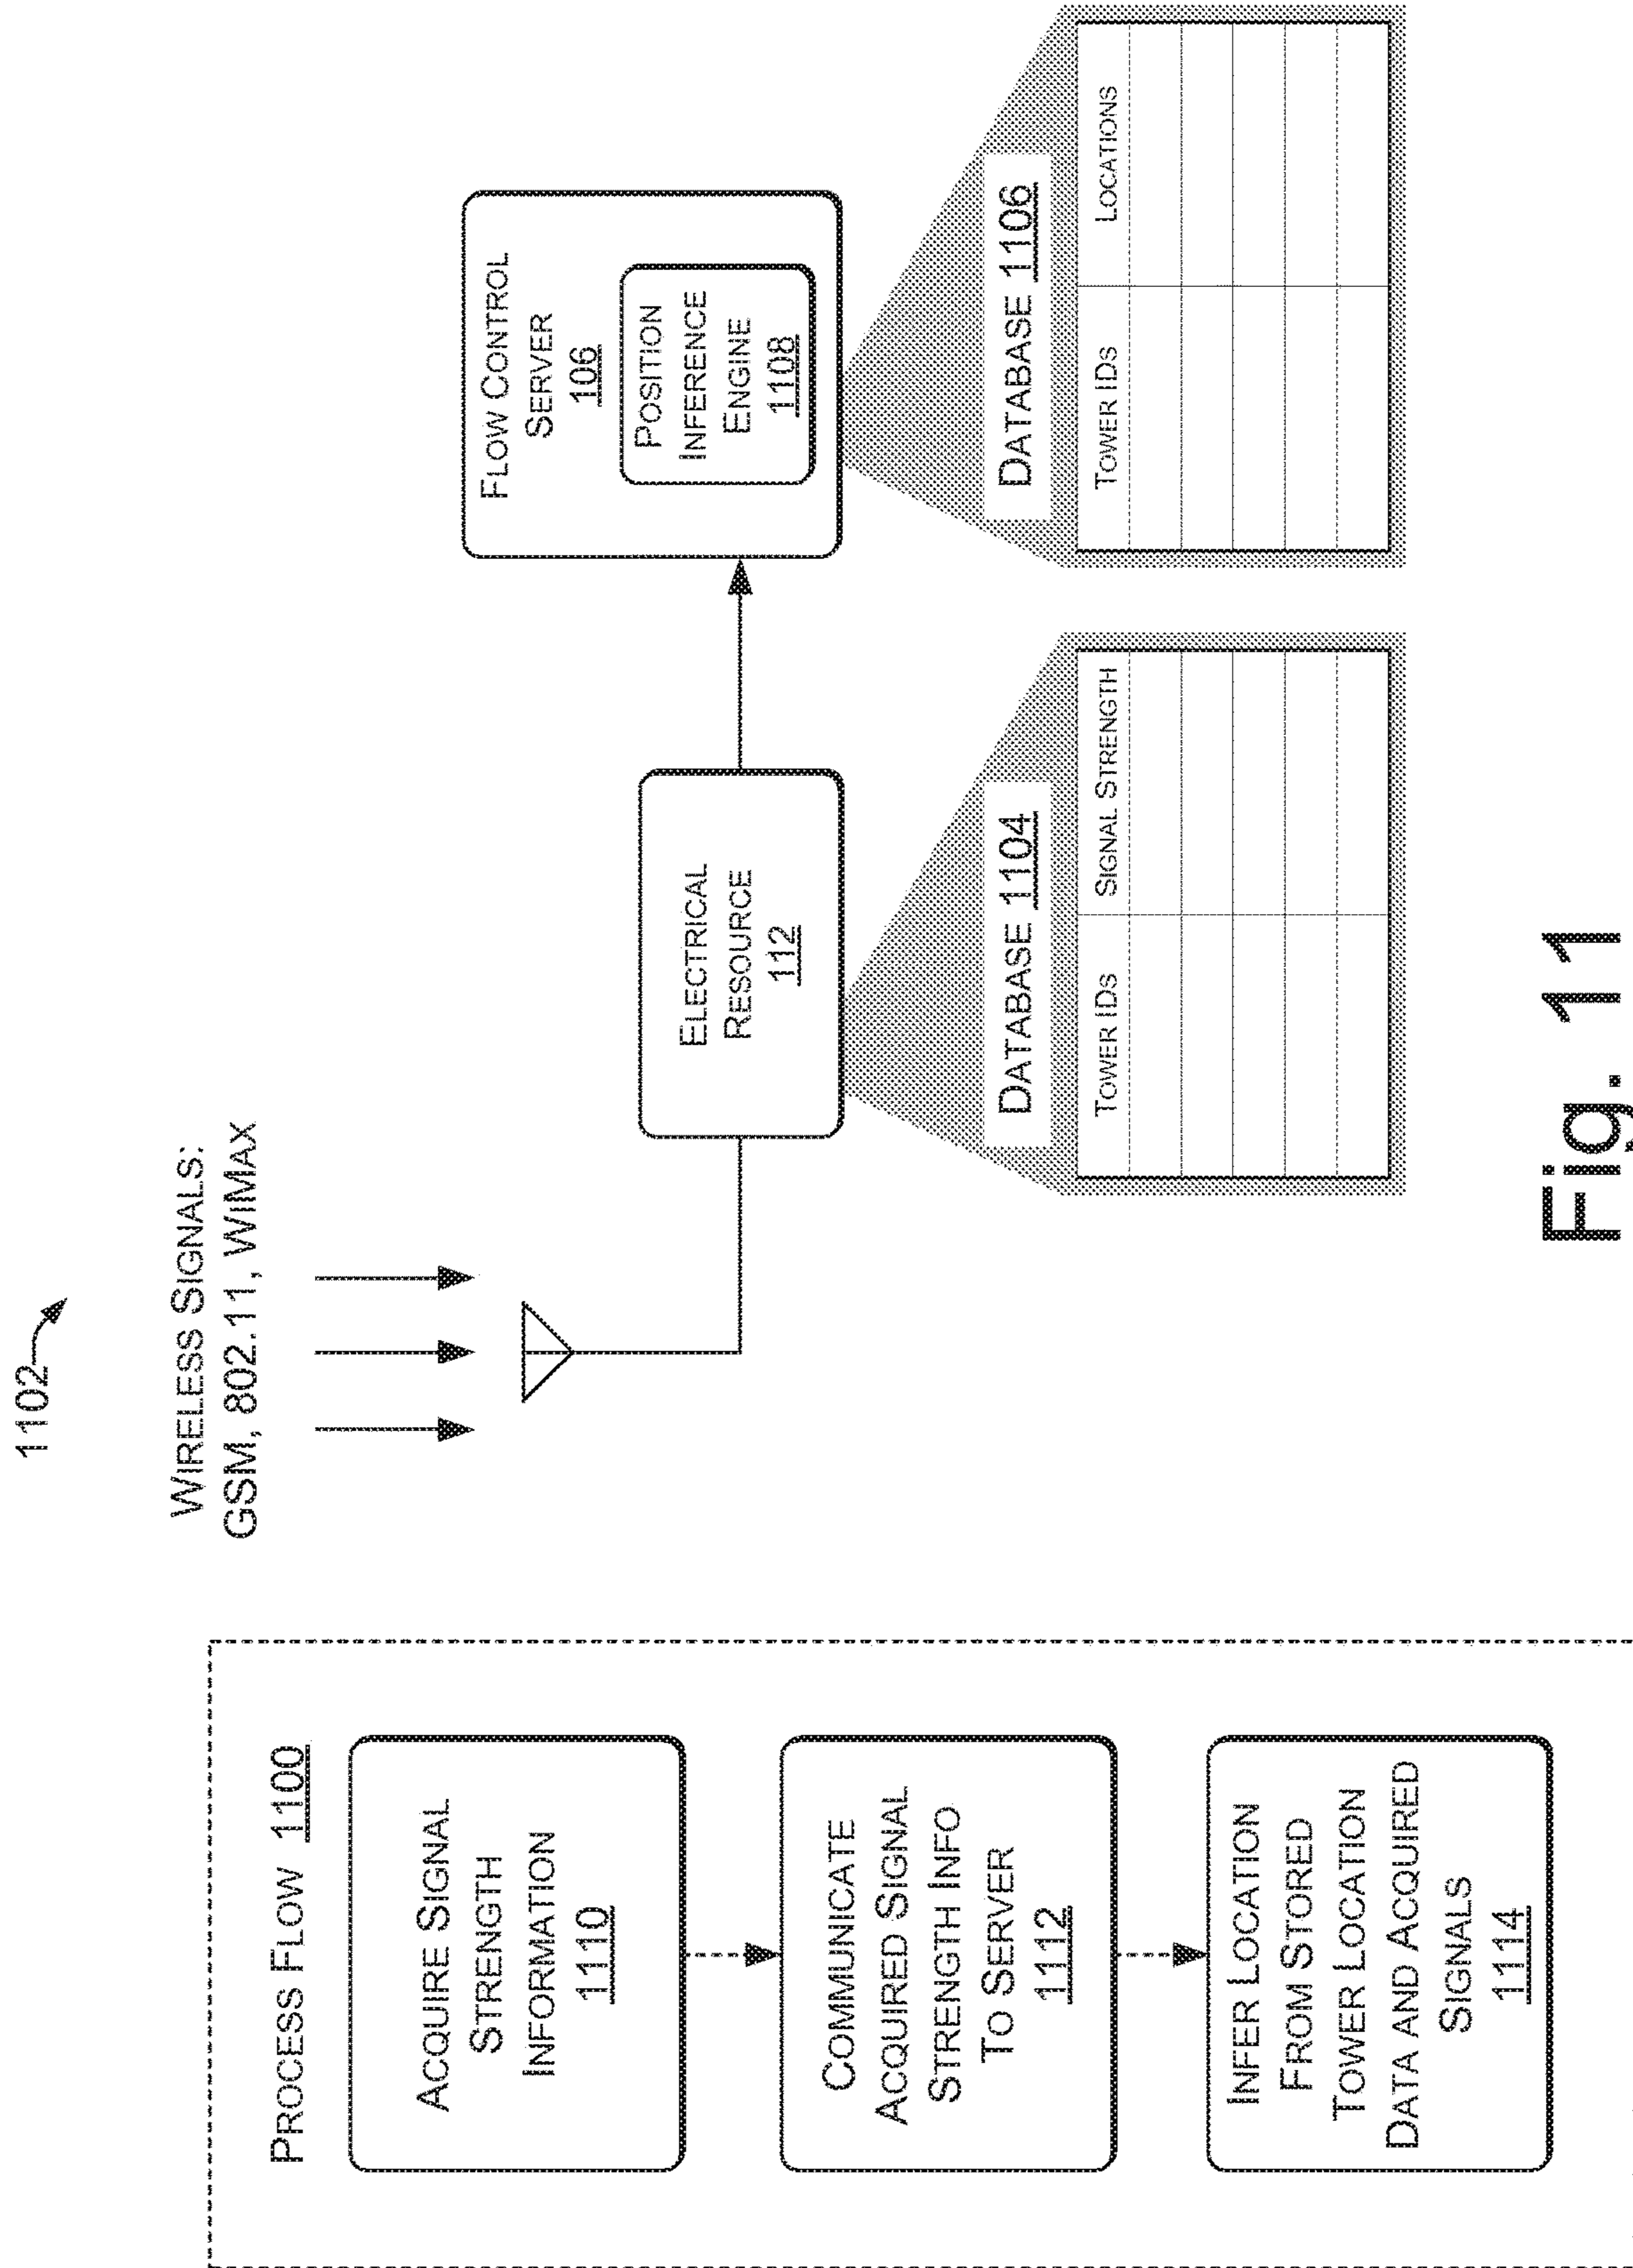 1102
WIRELESS SIGNALS:
GSM, 802.11, WIMAX
PROCESS FLOW 1100
ACQUIRE SIGNAL
STRENGTH
INFORMATION
1110
COMMUNICATE
ACQUIRED SIGNAL
STRENGTH INFO
TO SERVER
1112
INFER LOCATION
FROM STORED
TOWER LOCATION
DATA AND ACQUIRED
SIGNALS
1114
ELECTRICAL
RESOURCE
112
FLOW CONTROL
SERVER
106
POSITION
INFERENCE
ENGINE
1108
DATABASE 1104
TOWER IDS
SIGNAL STRENGTH
DATABASE 1106
TOWER IDS
LOCATIONS
Fig. 11